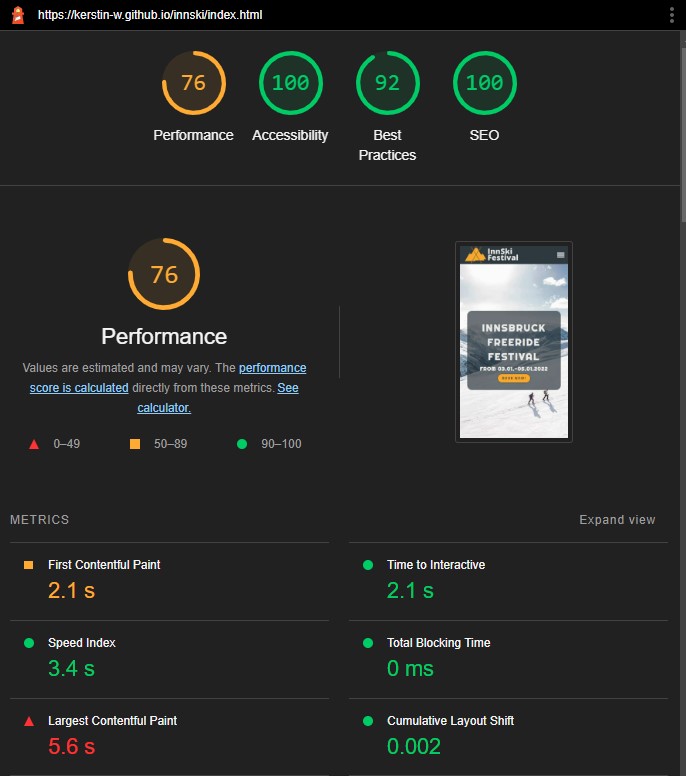 https://kerstin-w.github.io/innski/index.html
76
100
92
100
Performance
Accessibility
Best
Practices
SEO
76
Performance
Values are estimated and may vary. The performance
score is calculated directly from these metrics. See
calculator.
0–49
50–89
90–100
InnSki
Festival
INNSBRUCK
FREERIDE
FESTIVAL
FROM 03.01.-05.01.2022
BOOK NOW!
METRICS
Expand view
First Contentful Paint
2.1 s
Time to Interactive
2.1 s
Speed Index
3.4 s
Total Blocking Time
0 ms
Largest Contentful Paint
5.6 s
Cumulative Layout Shift
0.002